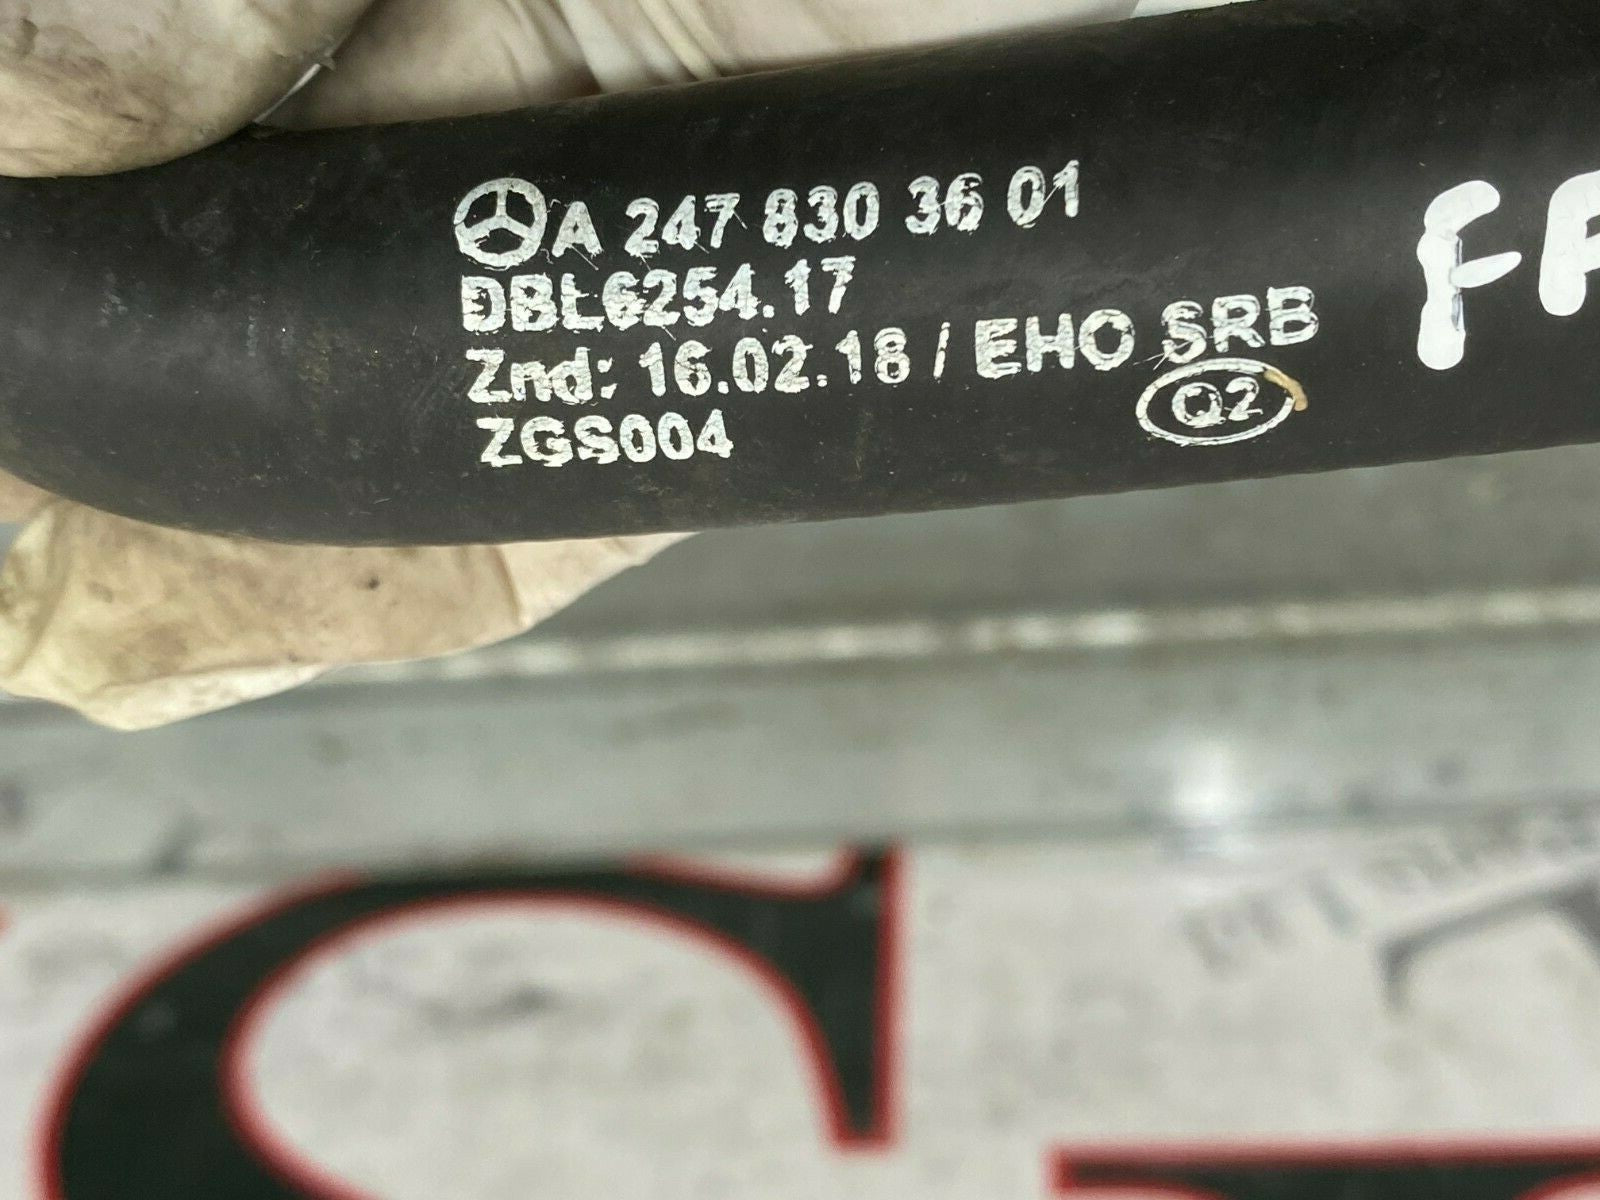 A 247 830 36 01
DBL6254.17
Znd: 16.02.18 / EHO SRB
ZGS004
Q2